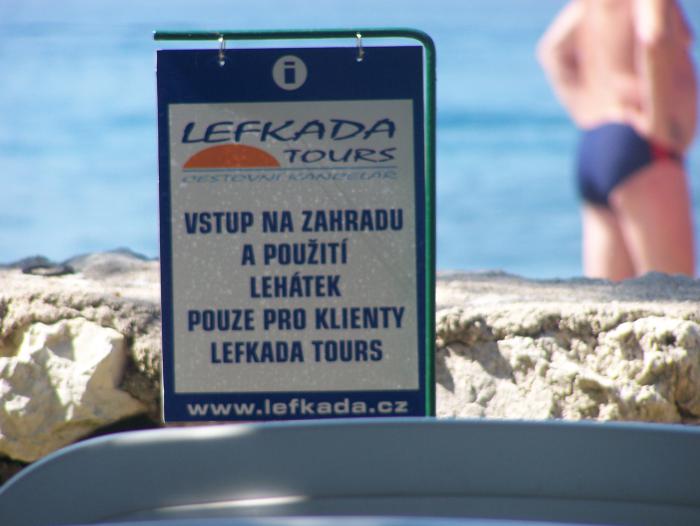 i
LEFKADA
TOURS
CESTOVNÍ KANCELÁŘ
VSTUP NA ZAHRADU
A POUŽITÍ
LEHÁTEK
POUZE PRO KLIENTY
LEFKADA TOURS
www.lefkada.cz